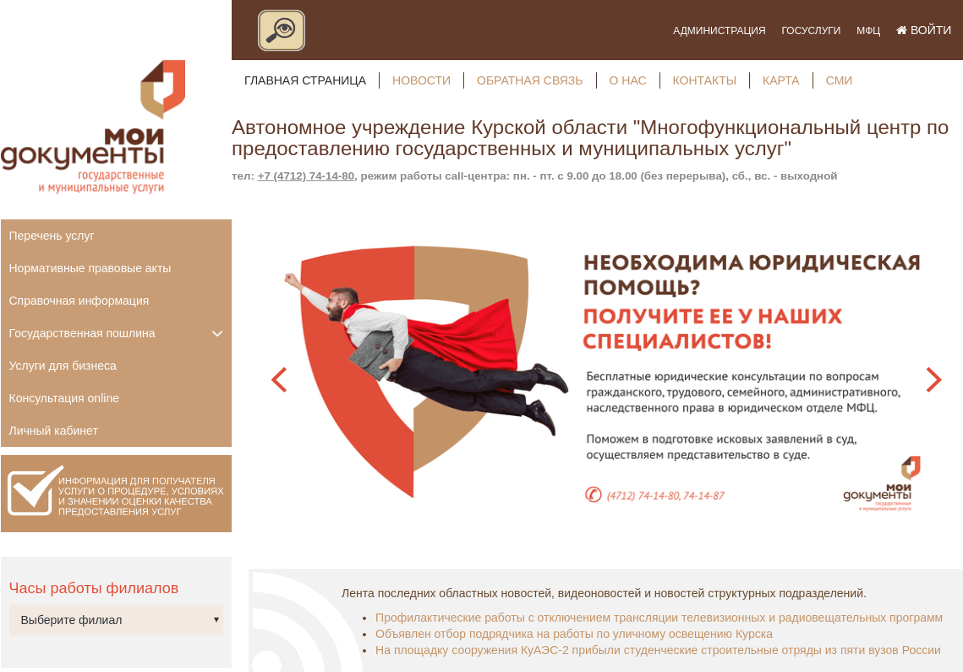 АДМИНИСТРАЦИЯ ГОСУСЛУГИ МФЦ ВОЙТИ
ГЛАВНАЯ СТРАНИЦА НОВОСТИ ОБРАТНАЯ СВЯЗЬ О НАС КОНТАКТЫ КАРТА СМИ
мои
документы
государственные
и муниципальные услуги
Автономное учреждение Курской области "Многофункциональный центр по
предоставлению государственных и муниципальных услуг"
тел: +7 (4712) 74-14-80, режим работы call-центра: пн. - пт. с 9.00 до 18.00 (без перерыва), сб., вс. - выходной
Перечень услуг
Нормативные правовые акты
Справочная информация
Государственная пошлина
Услуги для бизнеса
Консультация online
Личный кабинет
ИНФОРМАЦИЯ ДЛЯ ПОЛУЧАТЕЛЯ
УСЛУГИ О ПРОЦЕДУРЕ, УСЛОВИЯХ
И ЗНАЧЕНИИ ОЦЕНКИ КАЧЕСТВА
ПРЕДОСТАВЛЕНИЯ УСЛУГ
Часы работы филиалов
Выберите филиал
НЕОБХОДИМА ЮРИДИЧЕСКАЯ
ПОМОЩЬ?
ПОЛУЧИТЕ ЕЕ У НАШИХ
СПЕЦИАЛИСТОВ!
Бесплатные юридические консультации по вопросам
гражданского, трудового, семейного, административного,
наследственного права в юридическом отделе МФЦ.
Поможем в подготовке исковых заявлений в суд,
осуществляем представительство в суде.
(4712) 74-14-80, 74-14-87
мои
документы
государственные
и муниципальные услуги
Лента последних областных новостей, видеоновостей и новостей структурных подразделений.
Профилактические работы с отключением трансляции телевизионных и радиовещательных программ
Объявлен отбор подрядчика на работы по уличному освещению Курска
На площадку сооружения КуАЭС-2 прибыли студенческие строительные отряды из пяти вузов России